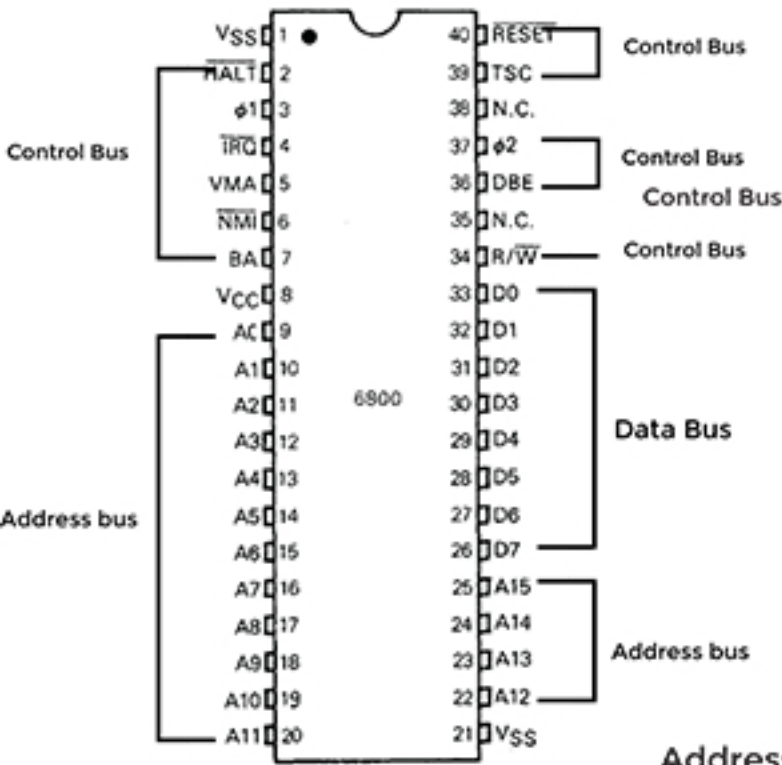 VSS 1 40 RESET Control Bus
HALT 2 39 TSC
φ1 3 38 N.C.
Control Bus IRQ 4 37 φ2 Control Bus
VMA 5 36 DBE Control Bus
NMI 6 35 N.C.
BA 7 34 R/W Control Bus
VCC 8 33 D0
A0 9 32 D1
A1 10 31 D2
A2 11 6800 30 D3
A3 12 29 D4 Data Bus
A4 13 28 D5
Address bus A5 14 27 D6
A6 15 26 D7
A7 16 25 A15
A8 17 24 A14
A9 18 23 A13 Address bus
A10 19 22 A12
A11 20 21 VSS
Addres